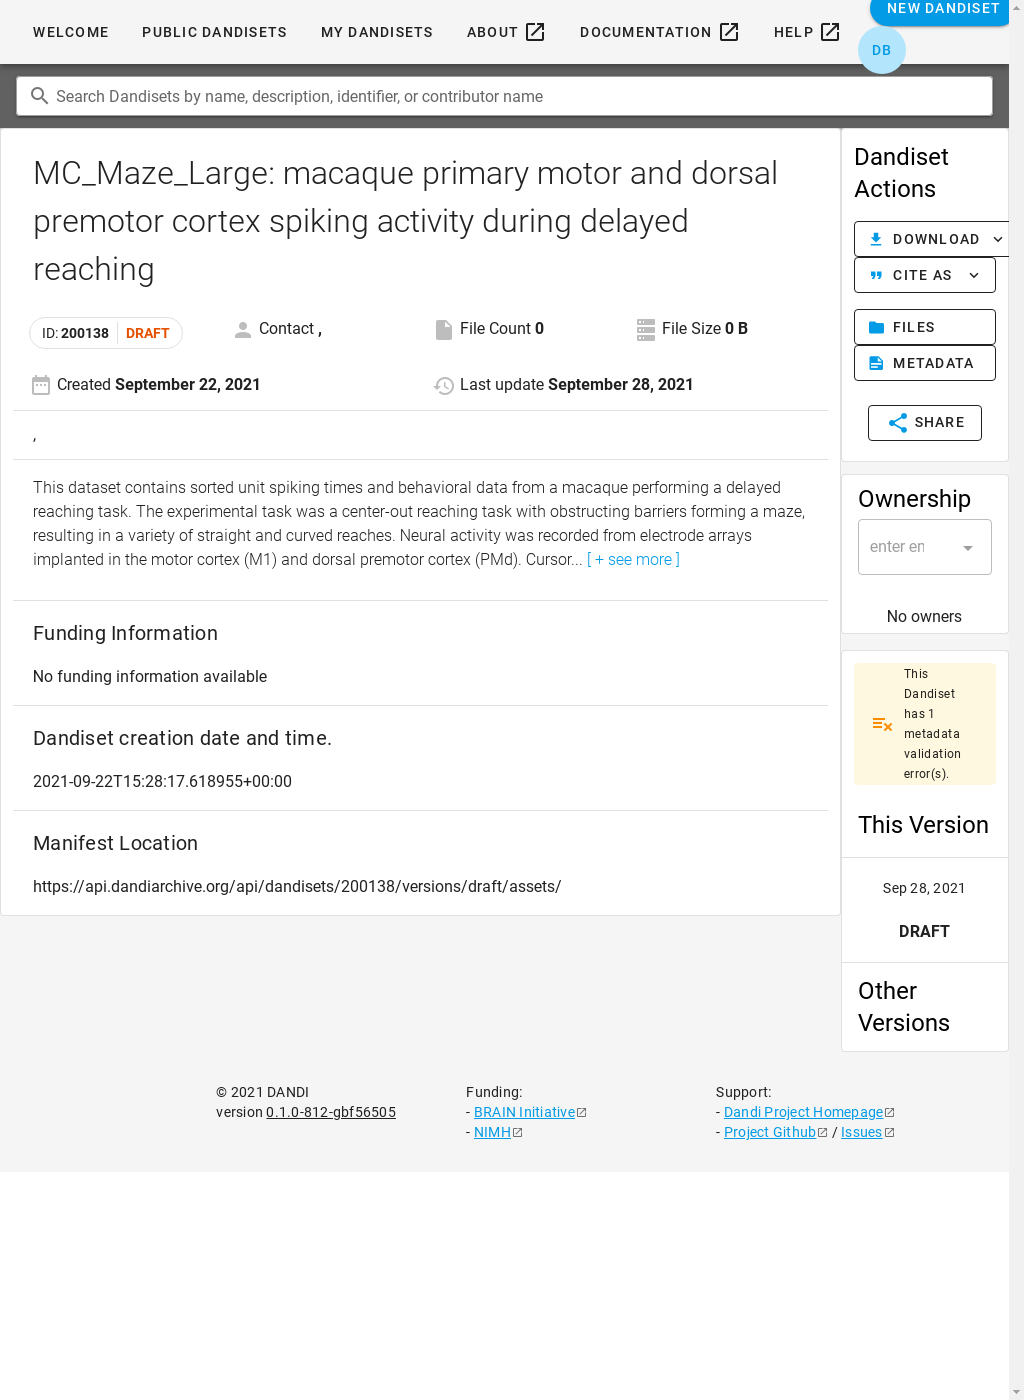 WELCOME PUBLIC DANDISETS MY DANDISETS ABOUT DOCUMENTATION HELP NEW DANDISET
DB
Search Dandisets by name, description, identifier, or contributor name
MC_Maze_Large: macaque primary motor and dorsal
premotor cortex spiking activity during delayed
reaching
ID: 200138 DRAFT Contact , File Count 0 File Size 0 B
Created September 22, 2021 Last update September 28, 2021
,
This dataset contains sorted unit spiking times and behavioral data from a macaque performing a delayed
reaching task. The experimental task was a center-out reaching task with obstructing barriers forming a maze,
resulting in a variety of straight and curved reaches. Neural activity was recorded from electrode arrays
implanted in the motor cortex (M1) and dorsal premotor cortex (PMd). Cursor... [ + see more ]
Funding Information
No funding information available
Dandiset creation date and time.
2021-09-22T15:28:17.618955+00:00
Manifest Location
https://api.dandiarchive.org/api/dandisets/200138/versions/draft/assets/
Dandiset
Actions
DOWNLOAD
CITE AS
FILES
METADATA
SHARE
Ownership
enter en
No owners
This
Dandiset
has 1
metadata
validation
error(s).
This Version
Sep 28, 2021
DRAFT
Other
Versions
© 2021 DANDI
version 0.1.0-812-gbf56505
Funding:
- BRAIN Initiative
- NIMH
Support:
- Dandi Project Homepage
- Project Github / Issues